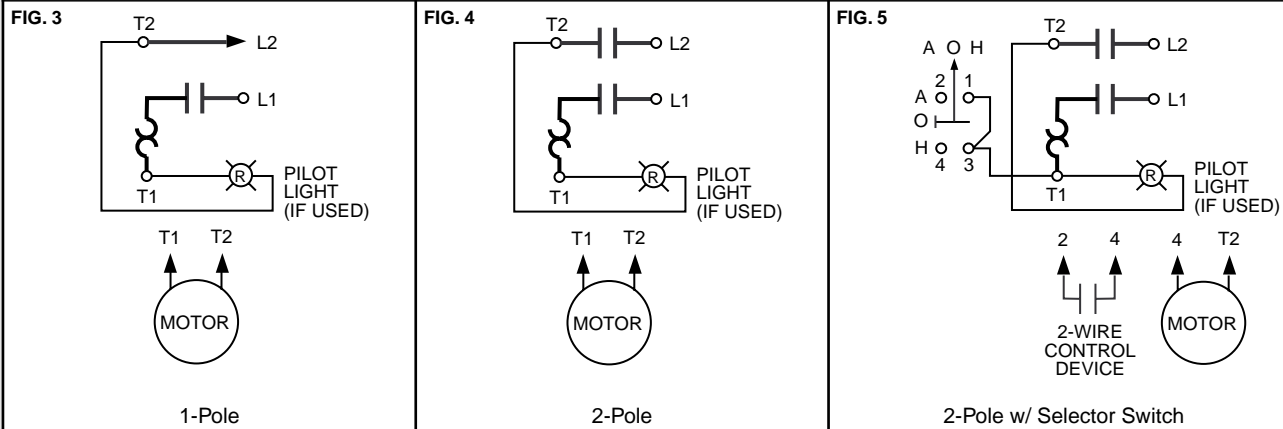 FIG. 3
T2
L2
L1
T1
R
PILOT
LIGHT
(IF USED)
T1 T2
MOTOR
1-Pole
FIG. 4
T2
L2
L1
T1
R
PILOT
LIGHT
(IF USED)
T1 T2
MOTOR
2-Pole
FIG. 5
T2
L2
A O H
2 1
A
L1
O
H
4 3
T1
R
PILOT
LIGHT
(IF USED)
2 4 4 T2
MOTOR
2-WIRE
CONTROL
DEVICE
2-Pole w/ Selector Switch